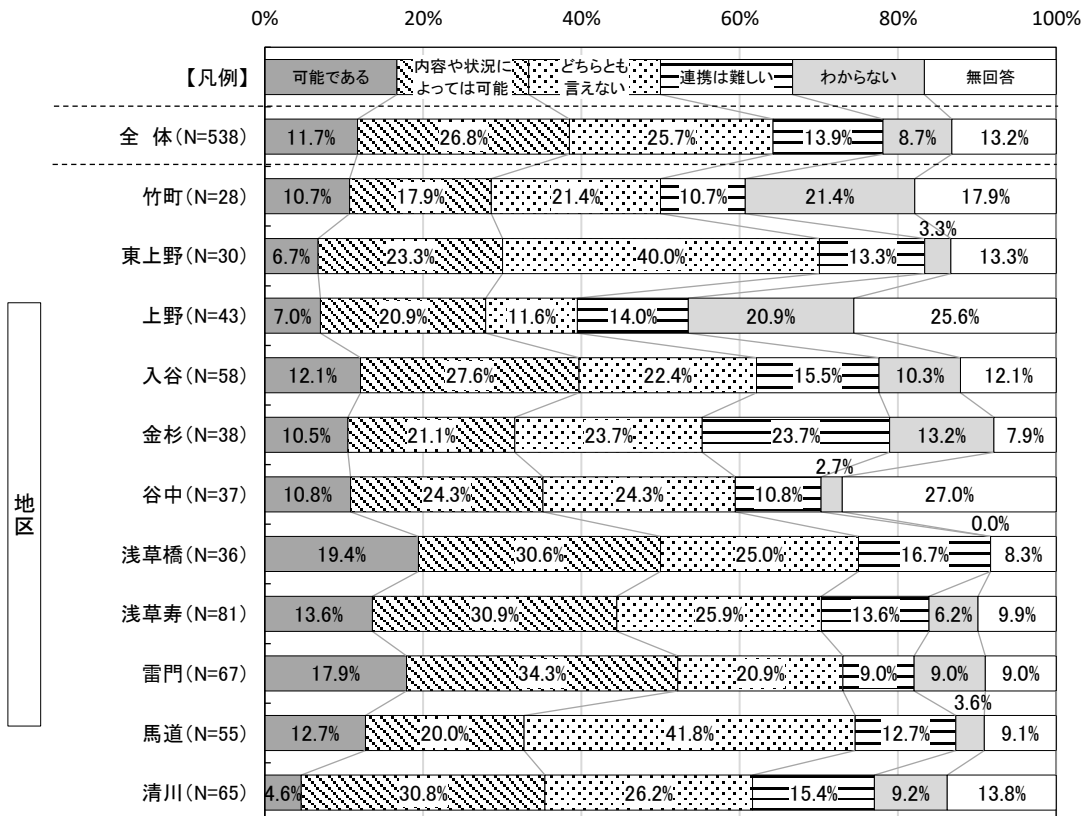 0% 20% 40% 60% 80% 100%
【凡例】 可能である 内容や状況に よっては可能 どちらとも 言えない 連携は難しい わからない 無回答
全 体(N=538) 11.7% 26.8% 25.7% 13.9% 8.7% 13.2%
竹町(N=28) 10.7% 17.9% 21.4% 10.7% 21.4% 17.9%
東上野(N=30) 6.7% 23.3% 40.0% 13.3% 3.3% 13.3%
上野(N=43) 7.0% 20.9% 11.6% 14.0% 20.9% 25.6%
入谷(N=58) 12.1% 27.6% 22.4% 15.5% 10.3% 12.1%
金杉(N=38) 10.5% 21.1% 23.7% 23.7% 13.2% 7.9%
谷中(N=37) 10.8% 24.3% 24.3% 10.8% 2.7% 27.0%
浅草橋(N=36) 19.4% 30.6% 25.0% 16.7% 0.0% 8.3%
浅草寿(N=81) 13.6% 30.9% 25.9% 13.6% 6.2% 9.9%
雷門(N=67) 17.9% 34.3% 20.9% 9.0% 9.0% 9.0%
馬道(N=55) 12.7% 20.0% 41.8% 12.7% 3.6% 9.1%
清川(N=65) 4.6% 30.8% 26.2% 15.4% 9.2% 13.8%
地区